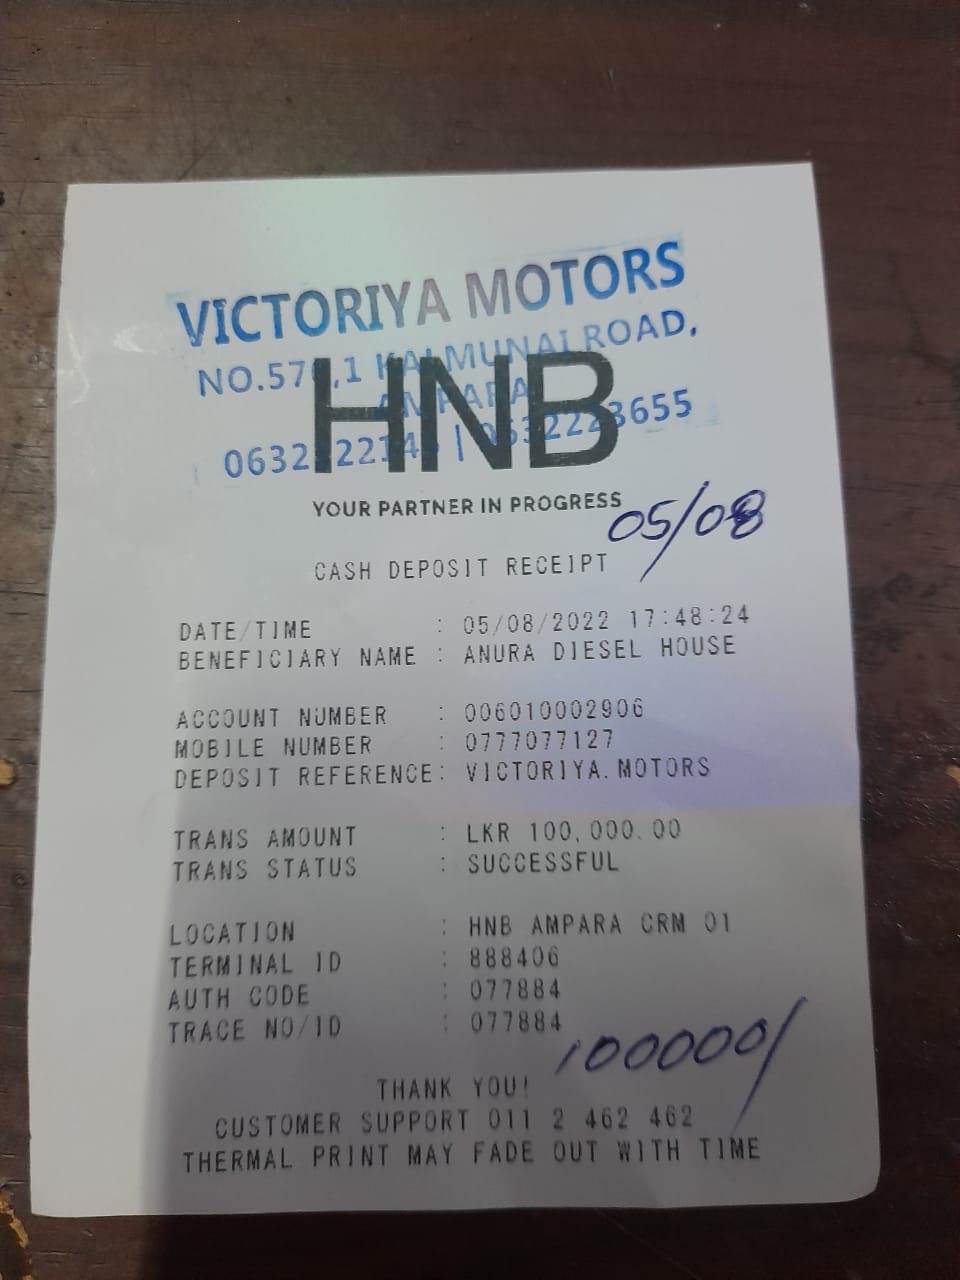 VICTORIYA MOTORS
KALMUNAI ROAD,
AMPARA
HNB
YOUR PARTNER IN PROGRESS
05/08
CASH DEPOSIT RECEIPT
DATE/TIME : 05/08/2022 17:48:24
BENEFICIARY NAME : ANURA DIESEL HOUSE
ACCOUNT NUMBER : 006010002906
MOBILE NUMBER : 0777077127
DEPOSIT REFERENCE: VICTORIYA.MOTORS
TRANS AMOUNT : LKR 100,000.00
TRANS STATUS : SUCCESSFUL
LOCATION : HNB AMPARA CRM 01
TERMINAL ID : 888406
AUTH CODE : 077884
TRACE NO/ID : 077884
100000/
THANK YOU!
CUSTOMER SUPPORT 011 2 462 462
THERMAL PRINT MAY FADE OUT WITH TIME